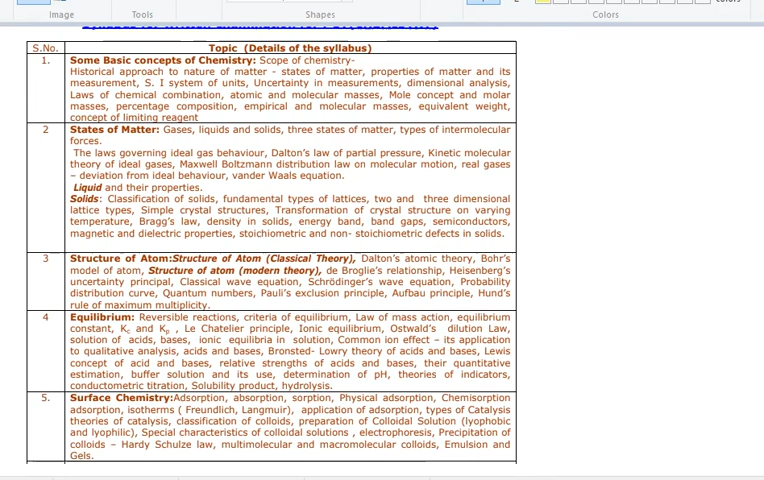 Image
Tools
Shapes
Colors
S.No.
Topic (Details of the syllabus)
1.
Some Basic concepts of Chemistry: Scope of chemistry-
Historical approach to nature of matter - states of matter, properties of matter and its
measurement, S. I system of units, Uncertainty in measurements, dimensional analysis,
Laws of chemical combination, atomic and molecular masses, Mole concept and molar
masses, percentage composition, empirical and molecular masses, equivalent weight,
concept of limiting reagent
2
States of Matter: Gases, liquids and solids, three states of matter, types of intermolecular
forces.
The laws governing ideal gas behaviour, Dalton's law of partial pressure, Kinetic molecular
theory of ideal gases, Maxwell Boltzmann distribution law on molecular motion, real gases
– deviation from ideal behaviour, vander Waals equation.
Liquid and their properties.
Solids: Classification of solids, fundamental types of lattices, two and three dimensional
lattice types, Simple crystal structures, Transformation of crystal structure on varying
temperature, Bragg's law, density in solids, energy band, band gaps, semiconductors,
magnetic and dielectric properties, stoichiometric and non- stoichiometric defects in solids.
3
Structure of Atom:Structure of Atom (Classical Theory), Dalton's atomic theory, Bohr's
model of atom, Structure of atom (modern theory), de Broglie's relationship, Heisenberg's
uncertainty principal, Classical wave equation, Schrödinger's wave equation, Probability
distribution curve, Quantum numbers, Pauli's exclusion principle, Aufbau principle, Hund's
rule of maximum multiplicity.
4
Equilibrium: Reversible reactions, criteria of equilibrium, Law of mass action, equilibrium
constant, Kc and Kp , Le Chatelier principle, Ionic equilibrium, Ostwald's dilution Law,
solution of acids, bases, ionic equilibria in solution, Common ion effect – its application
to qualitative analysis, acids and bases, Bronsted- Lowry theory of acids and bases, Lewis
concept of acid and bases, relative strengths of acids and bases, their quantitative
estimation, buffer solution and its use, determination of pH, theories of indicators,
conductometric titration, Solubility product, hydrolysis.
5.
Surface Chemistry:Adsorption, absorption, sorption, Physical adsorption, Chemisorption
adsorption, isotherms ( Freundlich, Langmuir), application of adsorption, types of Catalysis
theories of catalysis, classification of colloids, preparation of Colloidal Solution (lyophobic
and lyophilic), Special characteristics of colloidal solutions , electrophoresis, Precipitation of
colloids – Hardy Schulze law, multimolecular and macromolecular colloids, Emulsion and
Gels.